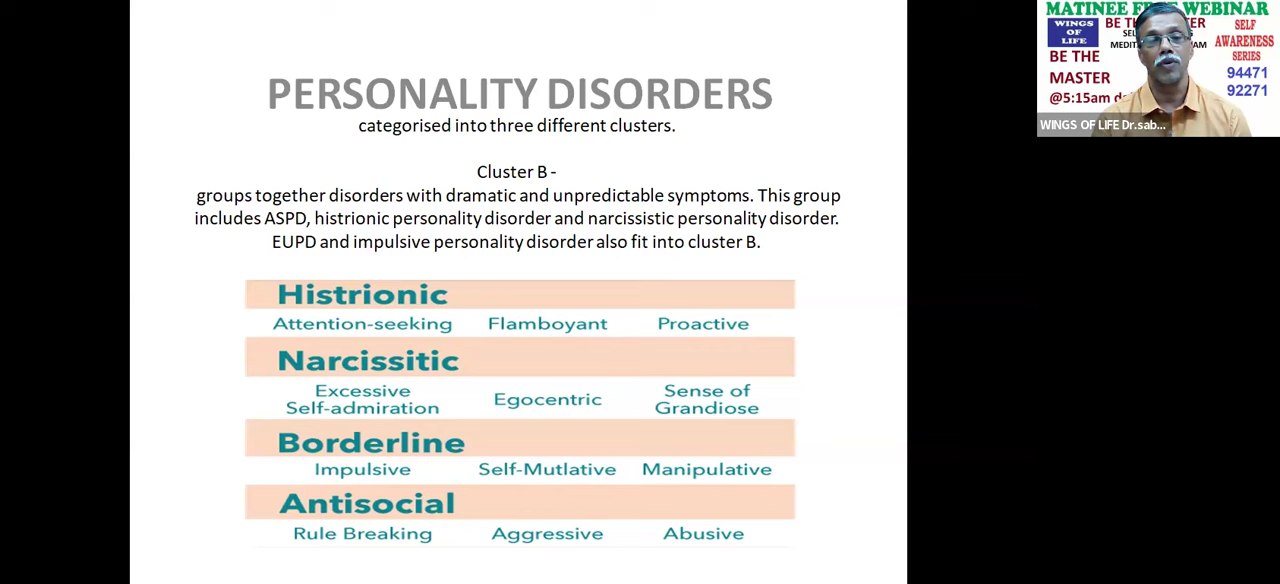 PERSONALITY DISORDERS
categorised into three different clusters.
Cluster B -
groups together disorders with dramatic and unpredictable symptoms. This group
includes ASPD, histrionic personality disorder and narcissistic personality disorder.
EUPD and impulsive personality disorder also fit into cluster B.
Histrionic
Attention-seeking Flamboyant Proactive
Narcissitic
Excessive
Self-admiration
Egocentric
Sense of
Grandiose
Borderline
Impulsive Self-Mutlative Manipulative
Antisocial
Rule Breaking Aggressive Abusive
MATINEE WEBINAR
WINGS
OF
LIFE
BE
SELF
AWARENESS
SERIES
BE THE
MASTER
@5:15am
94471
92271
WINGS OF LIFE Dr.sab...